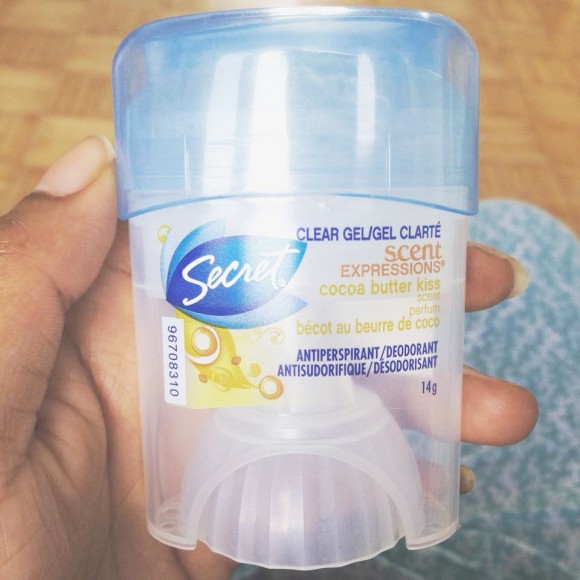 CLEAR GEL/GEL CLARTÉ
Secret®
scent
EXPRESSIONS®
cocoa butter kiss
scent
parfum
bécot au beurre de coco
ANTIPERSPIRANT/DEODORANT
ANTISUDORIFIQUE/DÉSODORISANT
14g
96708310